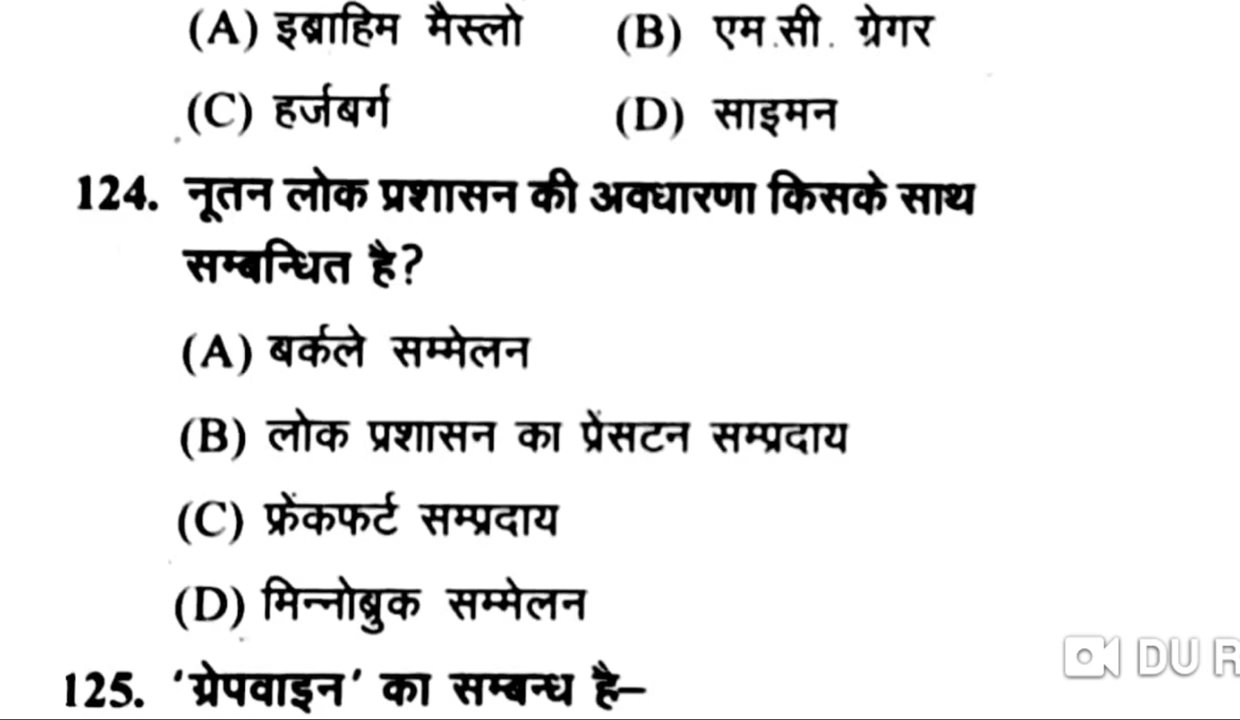 (A) इब्राहिम मैस्लो (B) एम.सी. ग्रेगर
(C) हर्जबर्ग (D) साइमन
124. नूतन लोक प्रशासन की अवधारणा किसके साथ
सम्बन्धित है?
(A) बर्कले सम्मेलन
(B) लोक प्रशासन का प्रेंसटन सम्प्रदाय
(C) फ्रेंकफर्ट सम्प्रदाय
(D) मिन्नोब्रुक सम्मेलन
125. ‘ग्रेपवाइन’ का सम्बन्ध है–
DU R